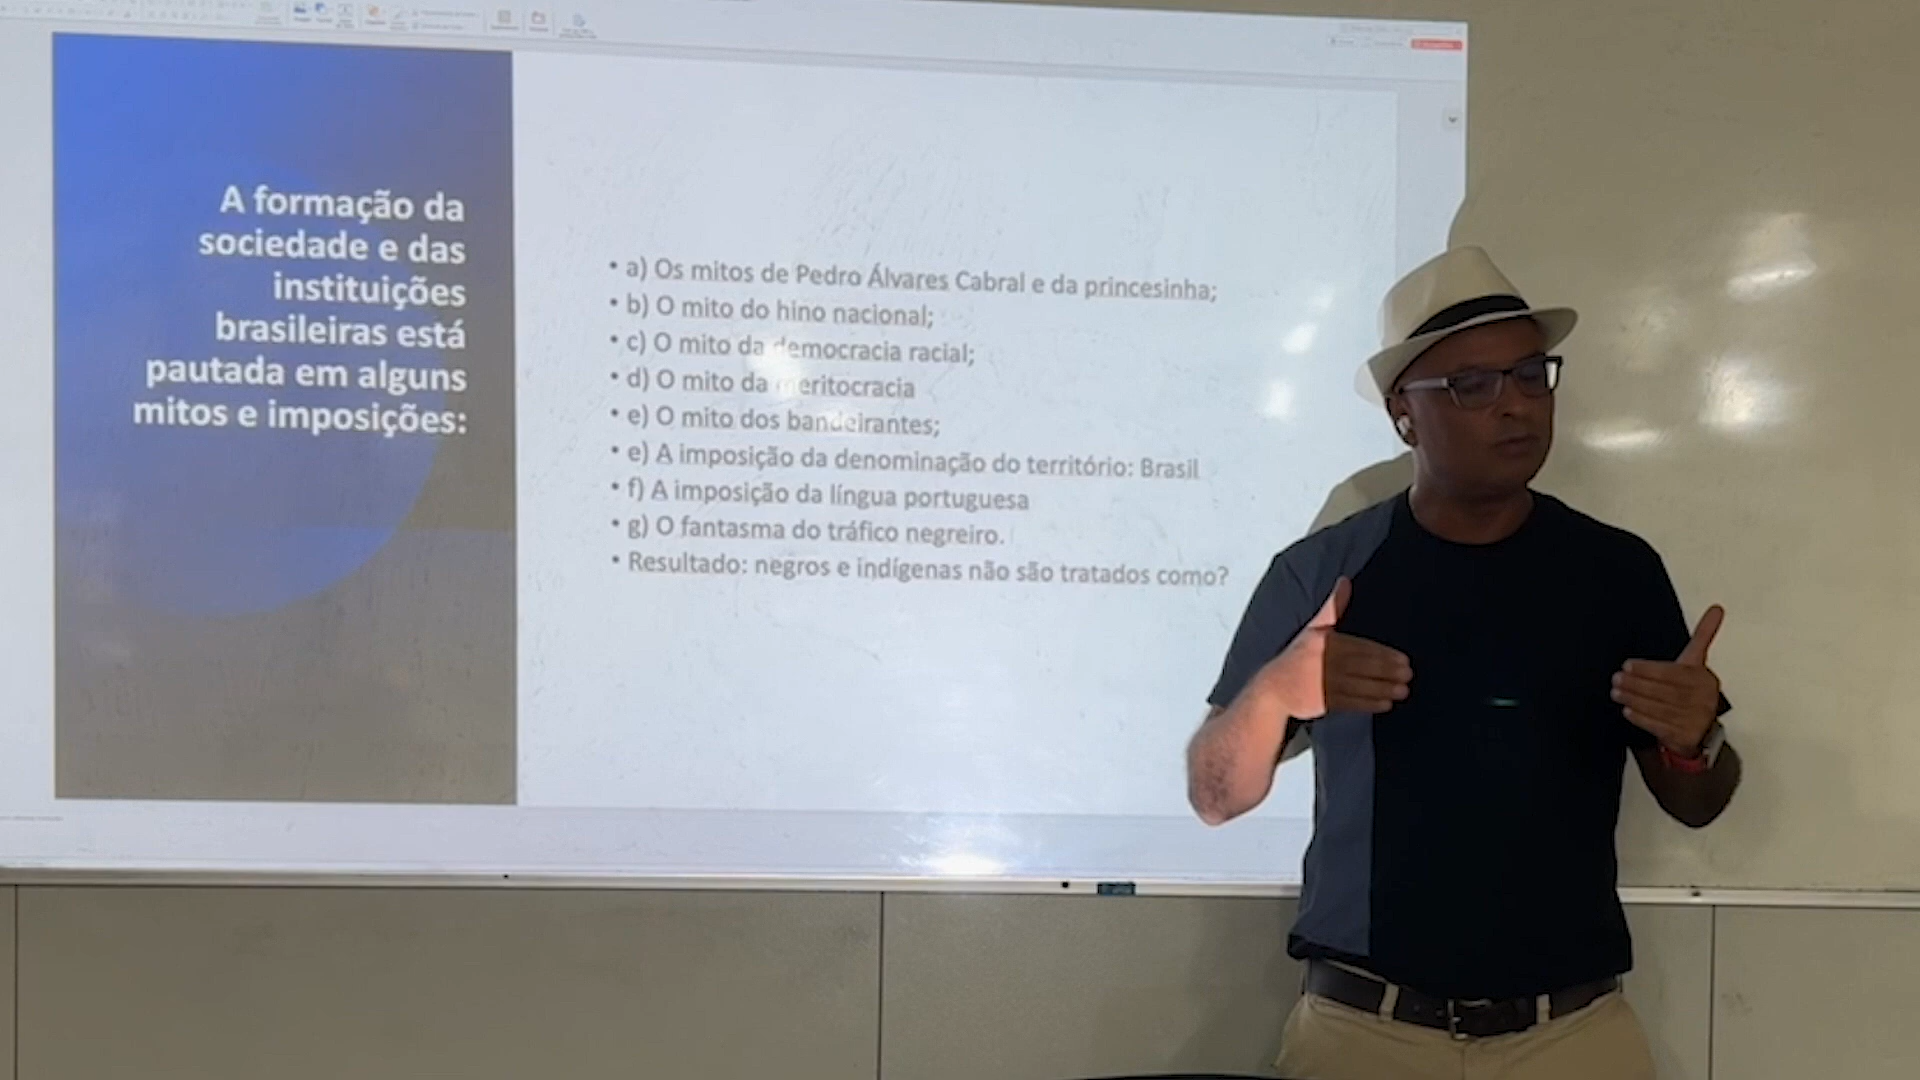 A formação da
sociedade e das
instituições
brasileiras está
pautada em alguns
mitos e imposições:
• a) Os mitos de Pedro Álvares Cabral e da princesinha;
• b) O mito do hino nacional;
• c) O mito da democracia racial;
• d) O mito da meritocracia
• e) O mito dos bandeirantes;
• e) A imposição da denominação do território: Brasil
• f) A imposição da língua portuguesa
• g) O fantasma do tráfico negreiro.
• Resultado: negros e indígenas não são tratados como?